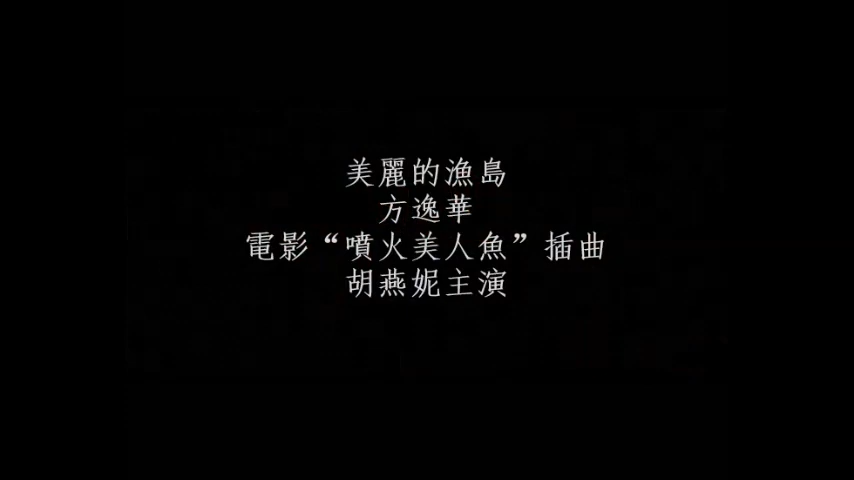 美麗的漁島
方逸華
電影“噴火美人魚”插曲
胡燕妮主演